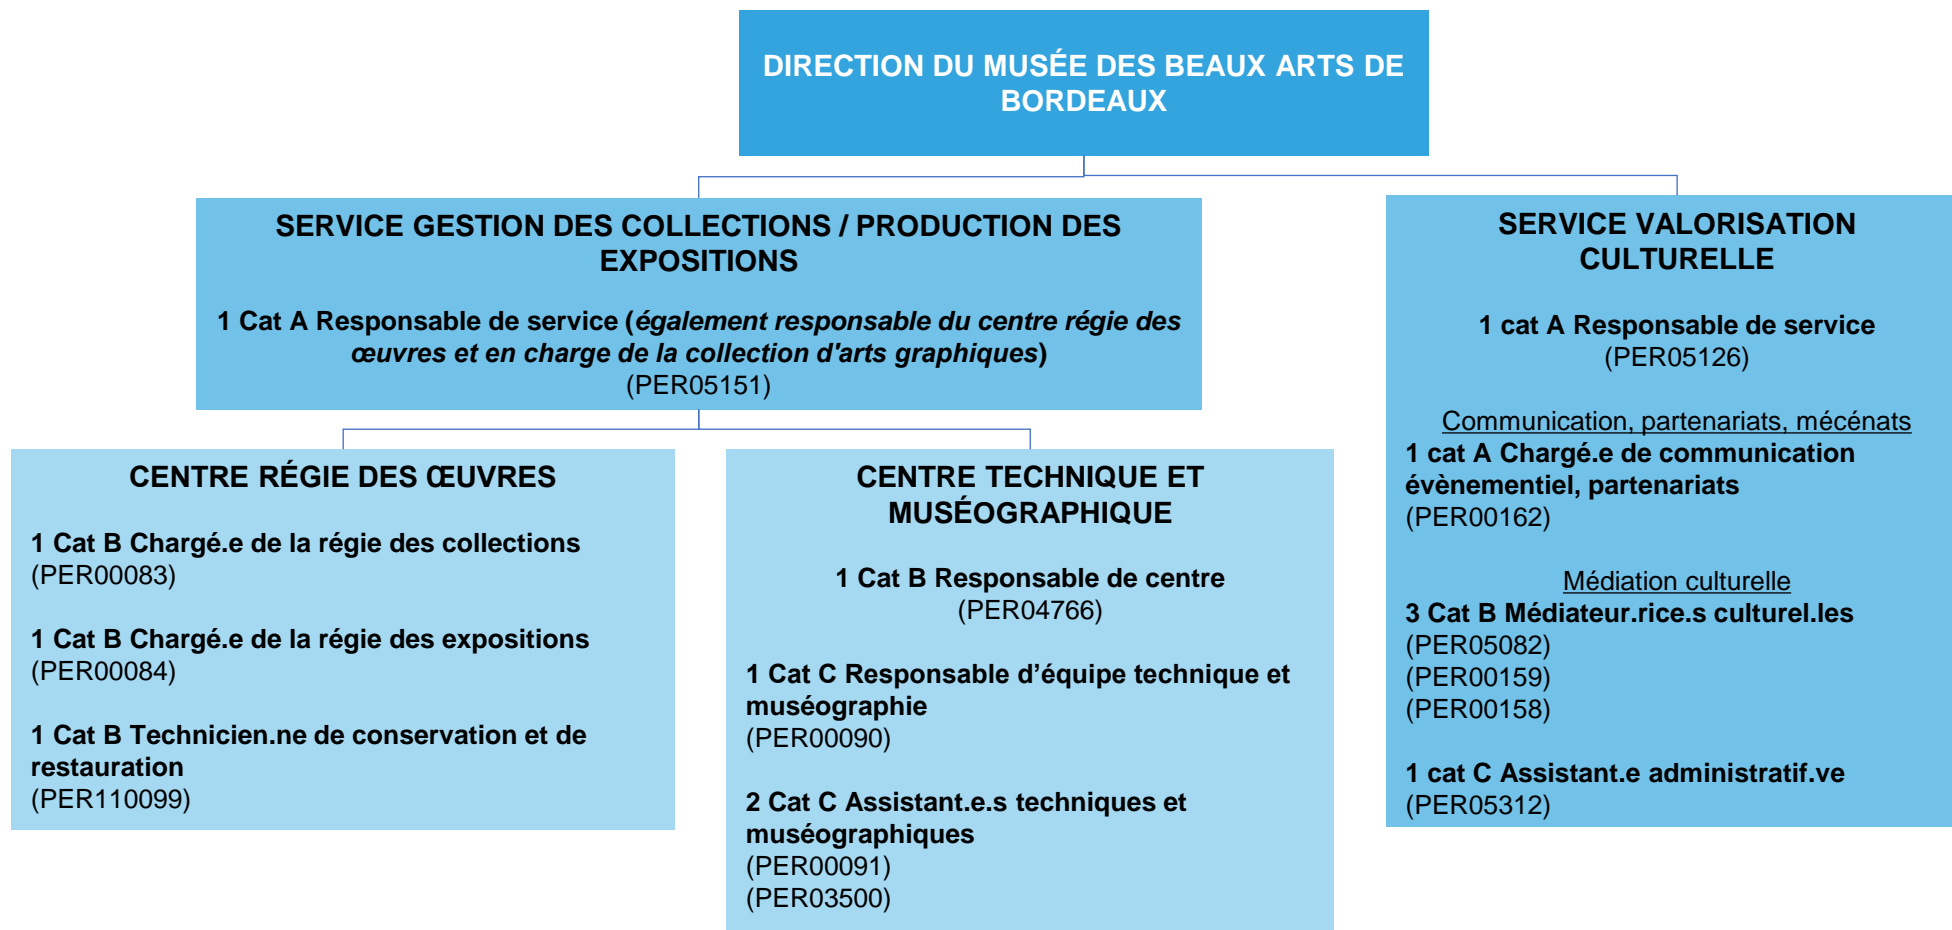 DIRECTION DU MUSÉE DES BEAUX ARTS DE
BORDEAUX
SERVICE GESTION DES COLLECTIONS / PRODUCTION DES
EXPOSITIONS
1 Cat A Responsable de service (également responsable du centre régie des
œuvres et en charge de la collection d'arts graphiques)
(PER05151)
CENTRE RÉGIE DES ŒUVRES
1 Cat B Chargé.e de la régie des collections
(PER00083)
1 Cat B Chargé.e de la régie des expositions
(PER00084)
1 Cat B Technicien.ne de conservation et de
restauration
(PER110099)
CENTRE TECHNIQUE ET
MUSÉOGRAPHIQUE
1 Cat B Responsable de centre
(PER04766)
1 Cat C Responsable d’équipe technique et
muséographie
(PER00090)
2 Cat C Assistant.e.s techniques et
muséographiques
(PER00091)
(PER03500)
SERVICE VALORISATION
CULTURELLE
1 cat A Responsable de service
(PER05126)
Communication, partenariats, mécénats
1 cat A Chargé.e de communication
évènementiel, partenariats
(PER00162)
Médiation culturelle
3 Cat B Médiateur.rice.s culturel.les
(PER05082)
(PER00159)
(PER00158)
1 cat C Assistant.e administratif.ve
(PER05312)